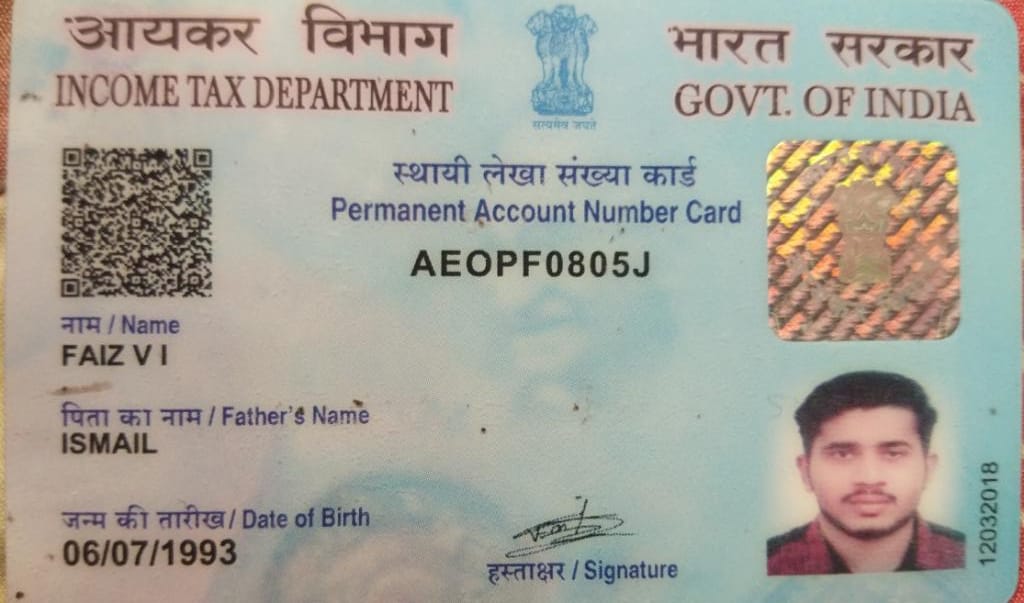 आयकर विभाग
INCOME TAX DEPARTMENT
सत्यमेव जयते
भारत सरकार
GOVT. OF INDIA
स्थायी लेखा संख्या कार्ड
Permanent Account Number Card
AEOPF0805J
नाम / Name
FAIZ V I
पिता का नाम / Father's Name
ISMAIL
जन्म की तारीख / Date of Birth
06/07/1993
हस्ताक्षर / Signature
12032018